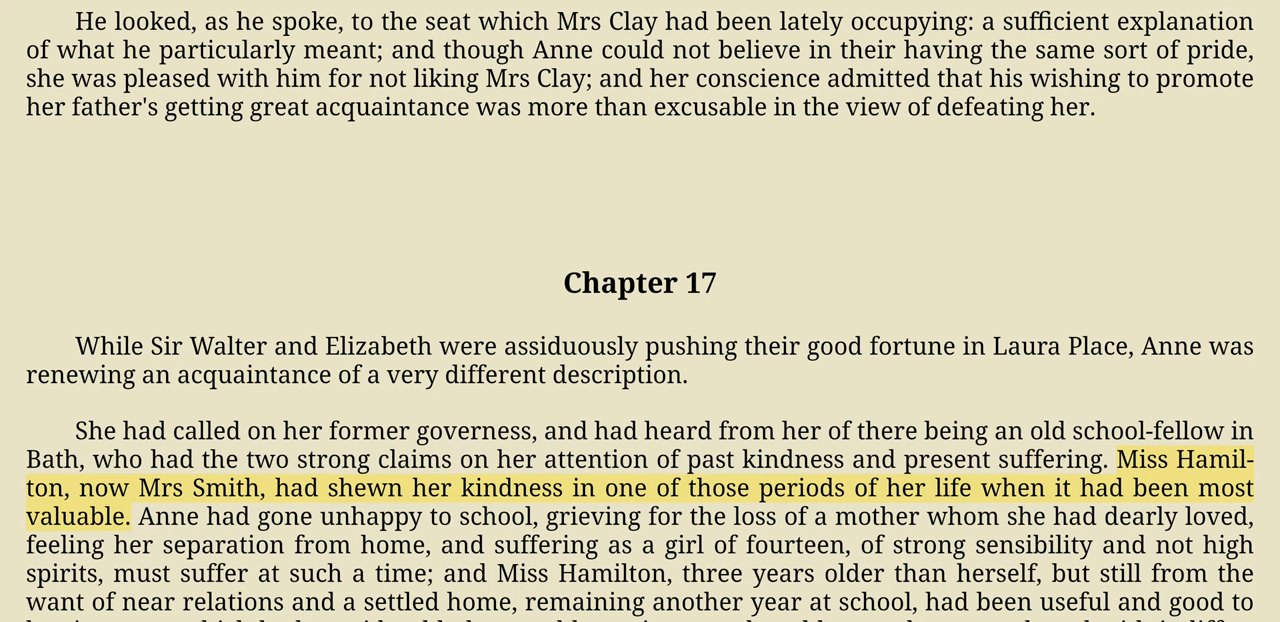 He looked, as he spoke, to the seat which Mrs Clay had been lately occupying: a sufficient explanation
of what he particularly meant; and though Anne could not believe in their having the same sort of pride,
she was pleased with him for not liking Mrs Clay; and her conscience admitted that his wishing to promote
her father's getting great acquaintance was more than excusable in the view of defeating her.
Chapter 17
While Sir Walter and Elizabeth were assiduously pushing their good fortune in Laura Place, Anne was
renewing an acquaintance of a very different description.
She had called on her former governess, and had heard from her of there being an old school-fellow in
Bath, who had the two strong claims on her attention of past kindness and present suffering. Miss Hamil-
ton, now Mrs Smith, had shewn her kindness in one of those periods of her life when it had been most
valuable. Anne had gone unhappy to school, grieving for the loss of a mother whom she had dearly loved,
feeling her separation from home, and suffering as a girl of fourteen, of strong sensibility and not high
spirits, must suffer at such a time; and Miss Hamilton, three years older than herself, but still from the
want of near relations and a settled home, remaining another year at school, had been useful and good to